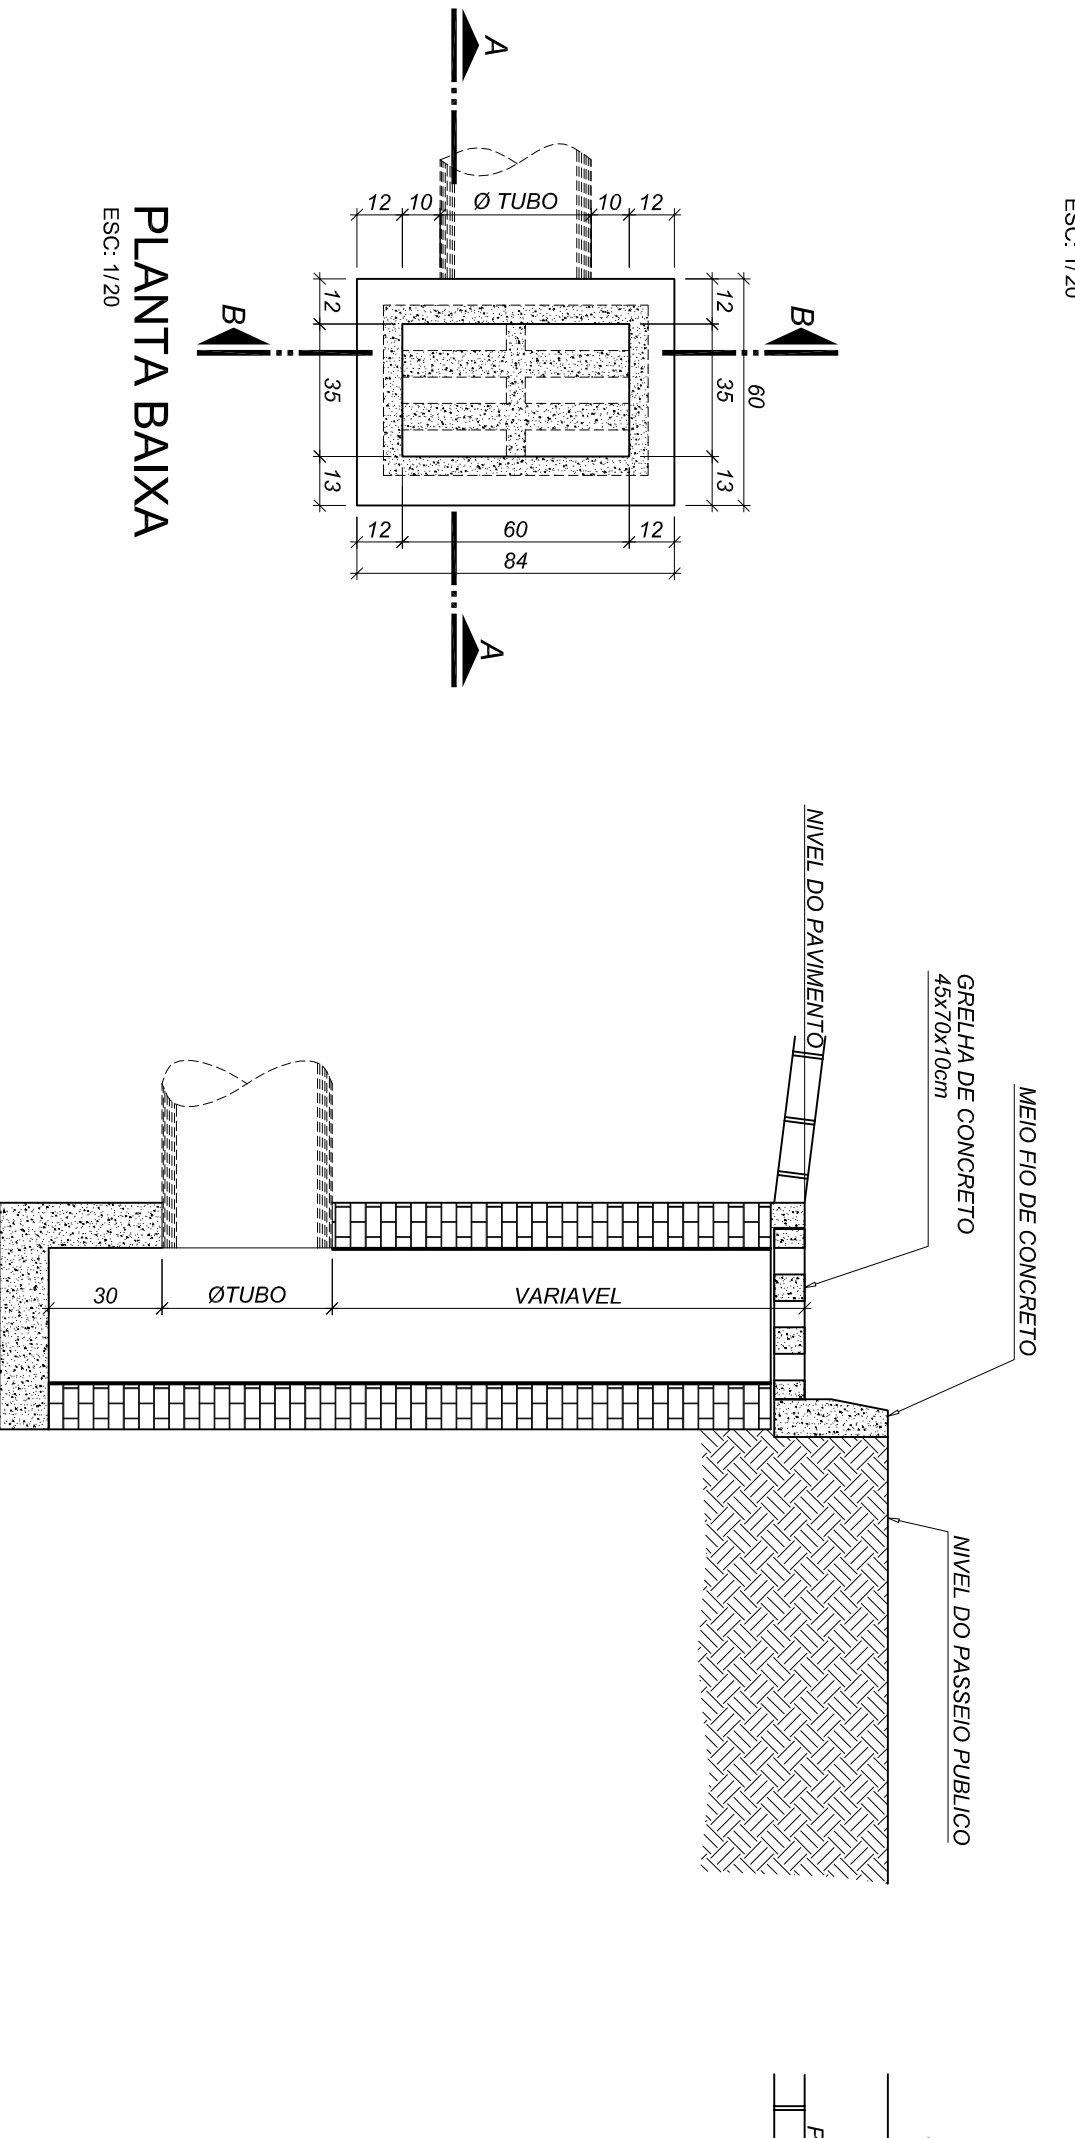 ESC: 1/20
A
12 10 Ø TUBO 10 12
12
35
13
60
12
35
13
B
B
12 60 12
84
A
PLANTA BAIXA
ESC: 1/20
NIVEL DO PAVIMENTO
GRELHA DE CONCRETO
45x70x10cm
MEIO FIO DE CONCRETO
NIVEL DO PASSEIO PUBLICO
30 ØTUBO VARIAVEL